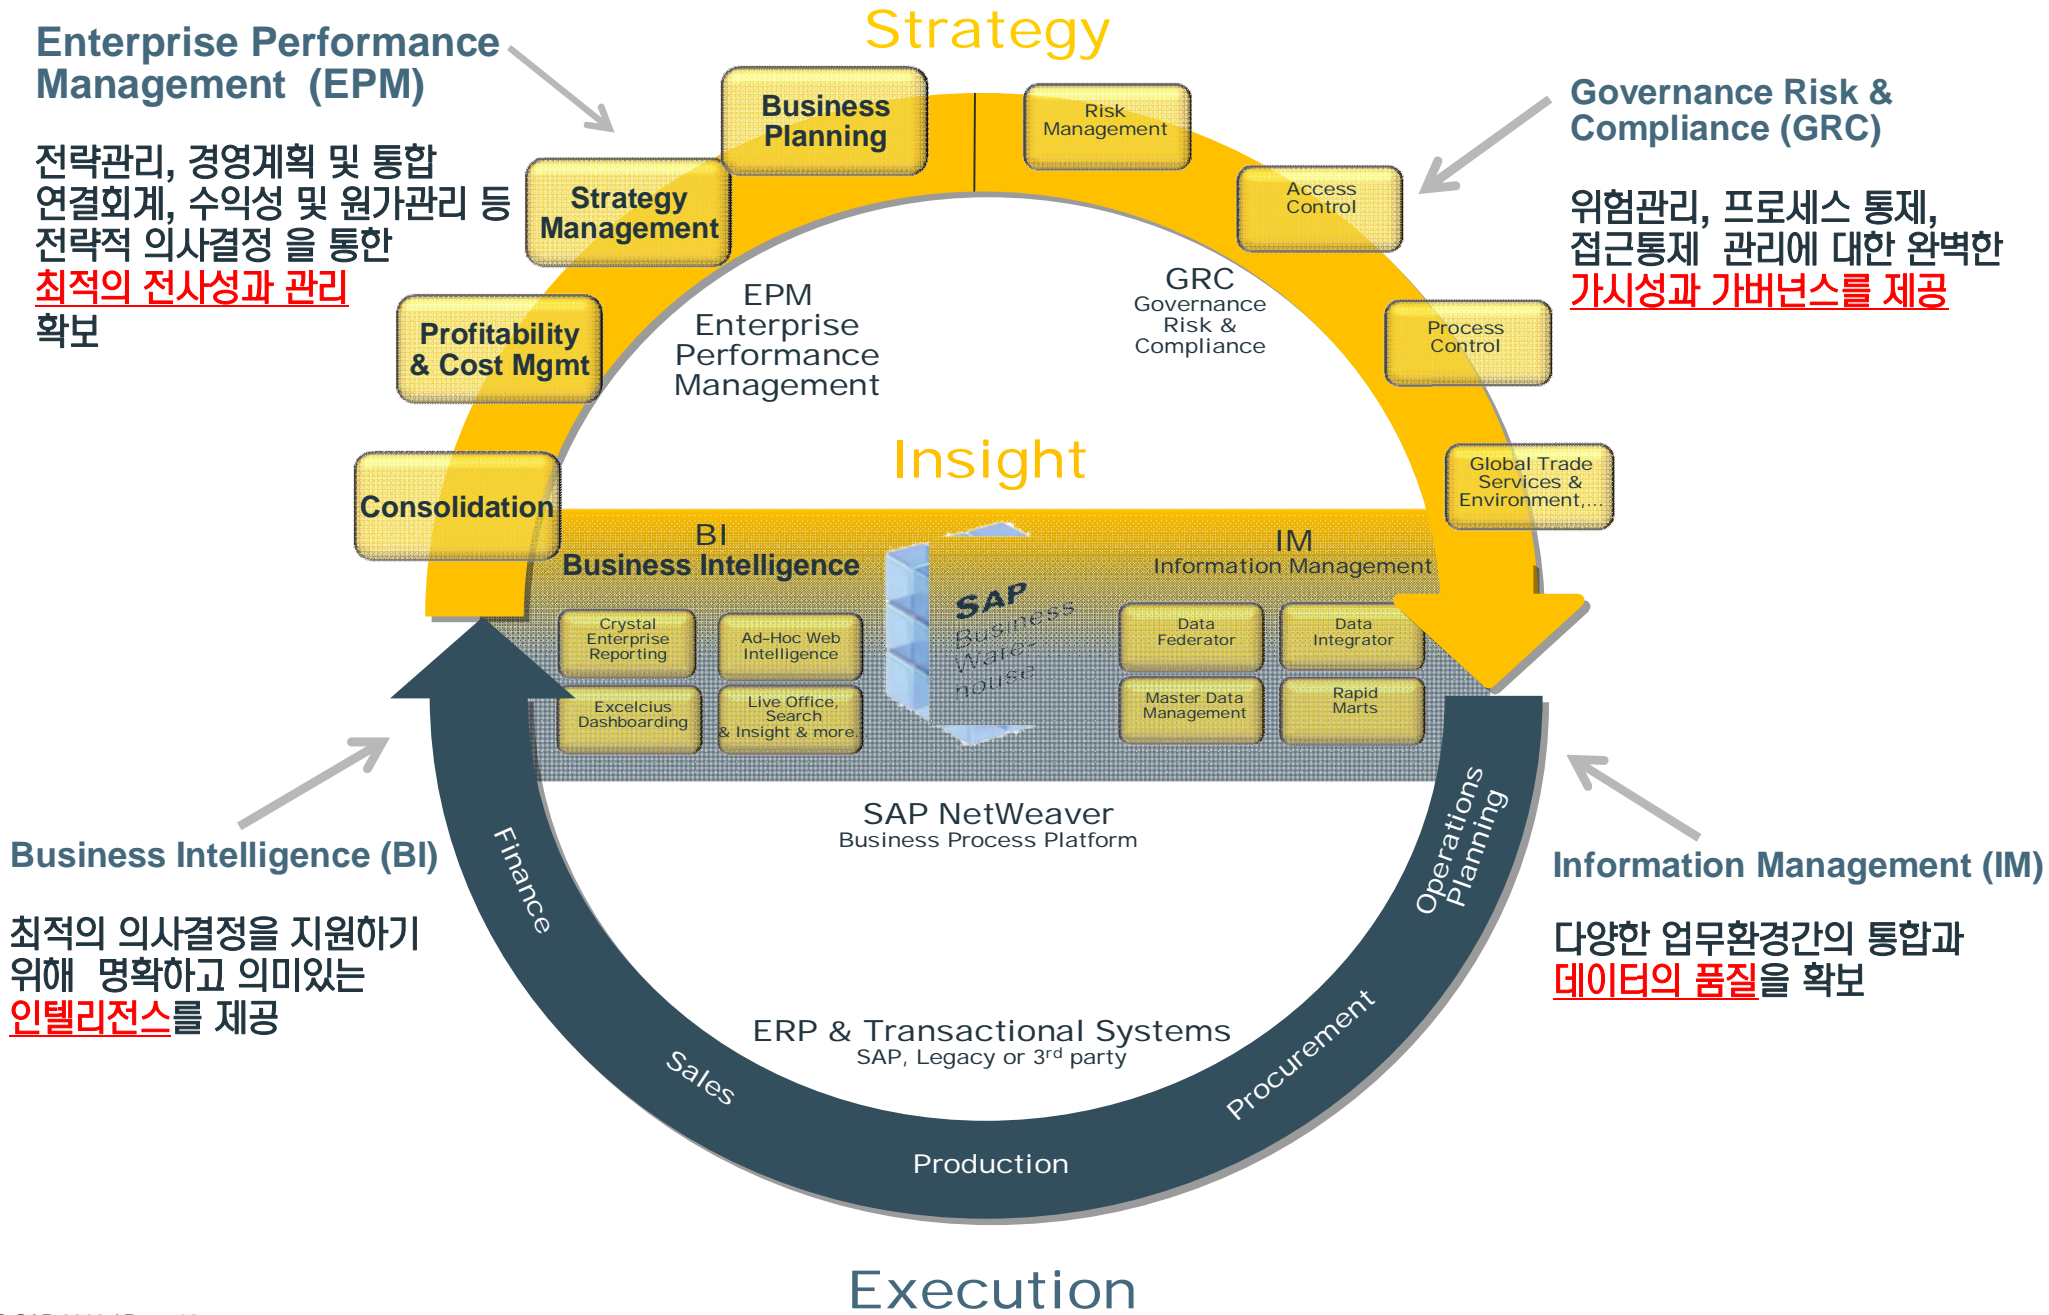 Strategy
Enterprise Performance
Management (EPM)
전략관리, 경영계획 및 통합
연결회계, 수익성 및 원가관리 등
전략적 의사결정 을 통한
최적의 전사성과 관리
확보
Business
Planning
Strategy
Management
Profitability
& Cost Mgmt
Consolidation
Risk
Management
Access
Control
Process
Control
Global Trade
Services &
Environment,...
Governance Risk &
Compliance (GRC)
위험관리, 프로세스 통제,
접근통제 관리에 대한 완벽한
가시성과 가버넌스를 제공
EPM
Enterprise
Performance
Management
GRC
Governance
Risk &
Compliance
Insight
BI
Business Intelligence
Crystal
Enterprise
Reporting
Ad-Hoc Web
Intelligence
Excelcius
Dashboarding
Live Office,
Search
& Insight & more.
SAP
Business
Ware-
house
IM
Information Management
Data
Federator
Data
Integrator
Master Data
Management
Rapid
Marts
SAP NetWeaver
Business Process Platform
Business Intelligence (BI)
최적의 의사결정을 지원하기
위해 명확하고 의미있는
인텔리전스를 제공
Information Management (IM)
다양한 업무환경간의 통합과
데이터의 품질을 확보
ERP & Transactional Systems
SAP, Legacy or 3rd party
Finance
Sales
Production
Procurement
Operations
Planning
Execution